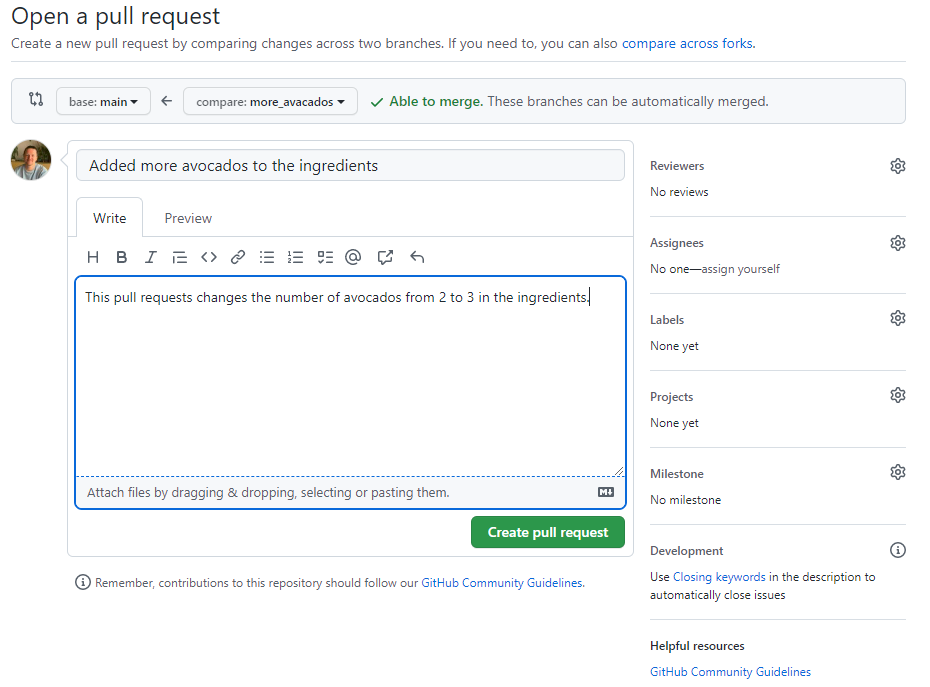 Open a pull request
Create a new pull request by comparing changes across two branches. If you need to, you can also compare across forks.
base: main
compare: more_avacados
Able to merge. These branches can be automatically merged.
Added more avocados to the ingredients
Write
Preview
H B I
This pull requests changes the number of avocados from 2 to 3 in the ingredients.
Attach files by dragging & dropping, selecting or pasting them.
Create pull request
Remember, contributions to this repository should follow our GitHub Community Guidelines.
Reviewers
No reviews
Assignees
No one—assign yourself
Labels
None yet
Projects
None yet
Milestone
No milestone
Development
Use Closing keywords in the description to
automatically close issues
Helpful resources
GitHub Community Guidelines